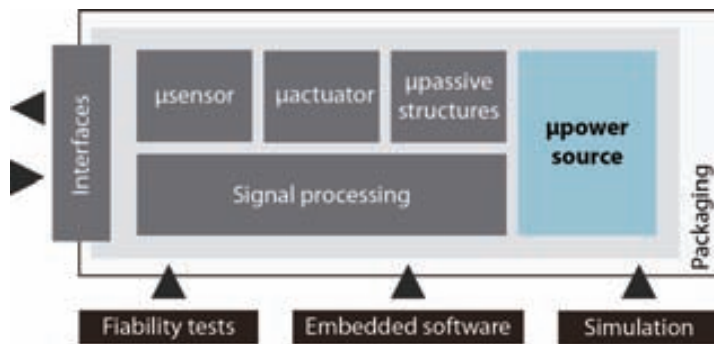 Interfaces
µsensor
µactuator
µpassive
structures
µpower
source
Signal processing
Packaging
Fiability tests
Embedded software
Simulation